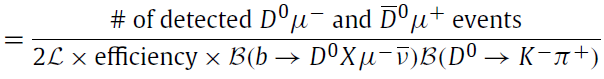 = # of detected D⁰μ⁻ and D̅⁰μ⁺ events
2ℒ × efficiency × ℬ(b → D⁰Xμ⁻ν̅)ℬ(D⁰ → K⁻π⁺)